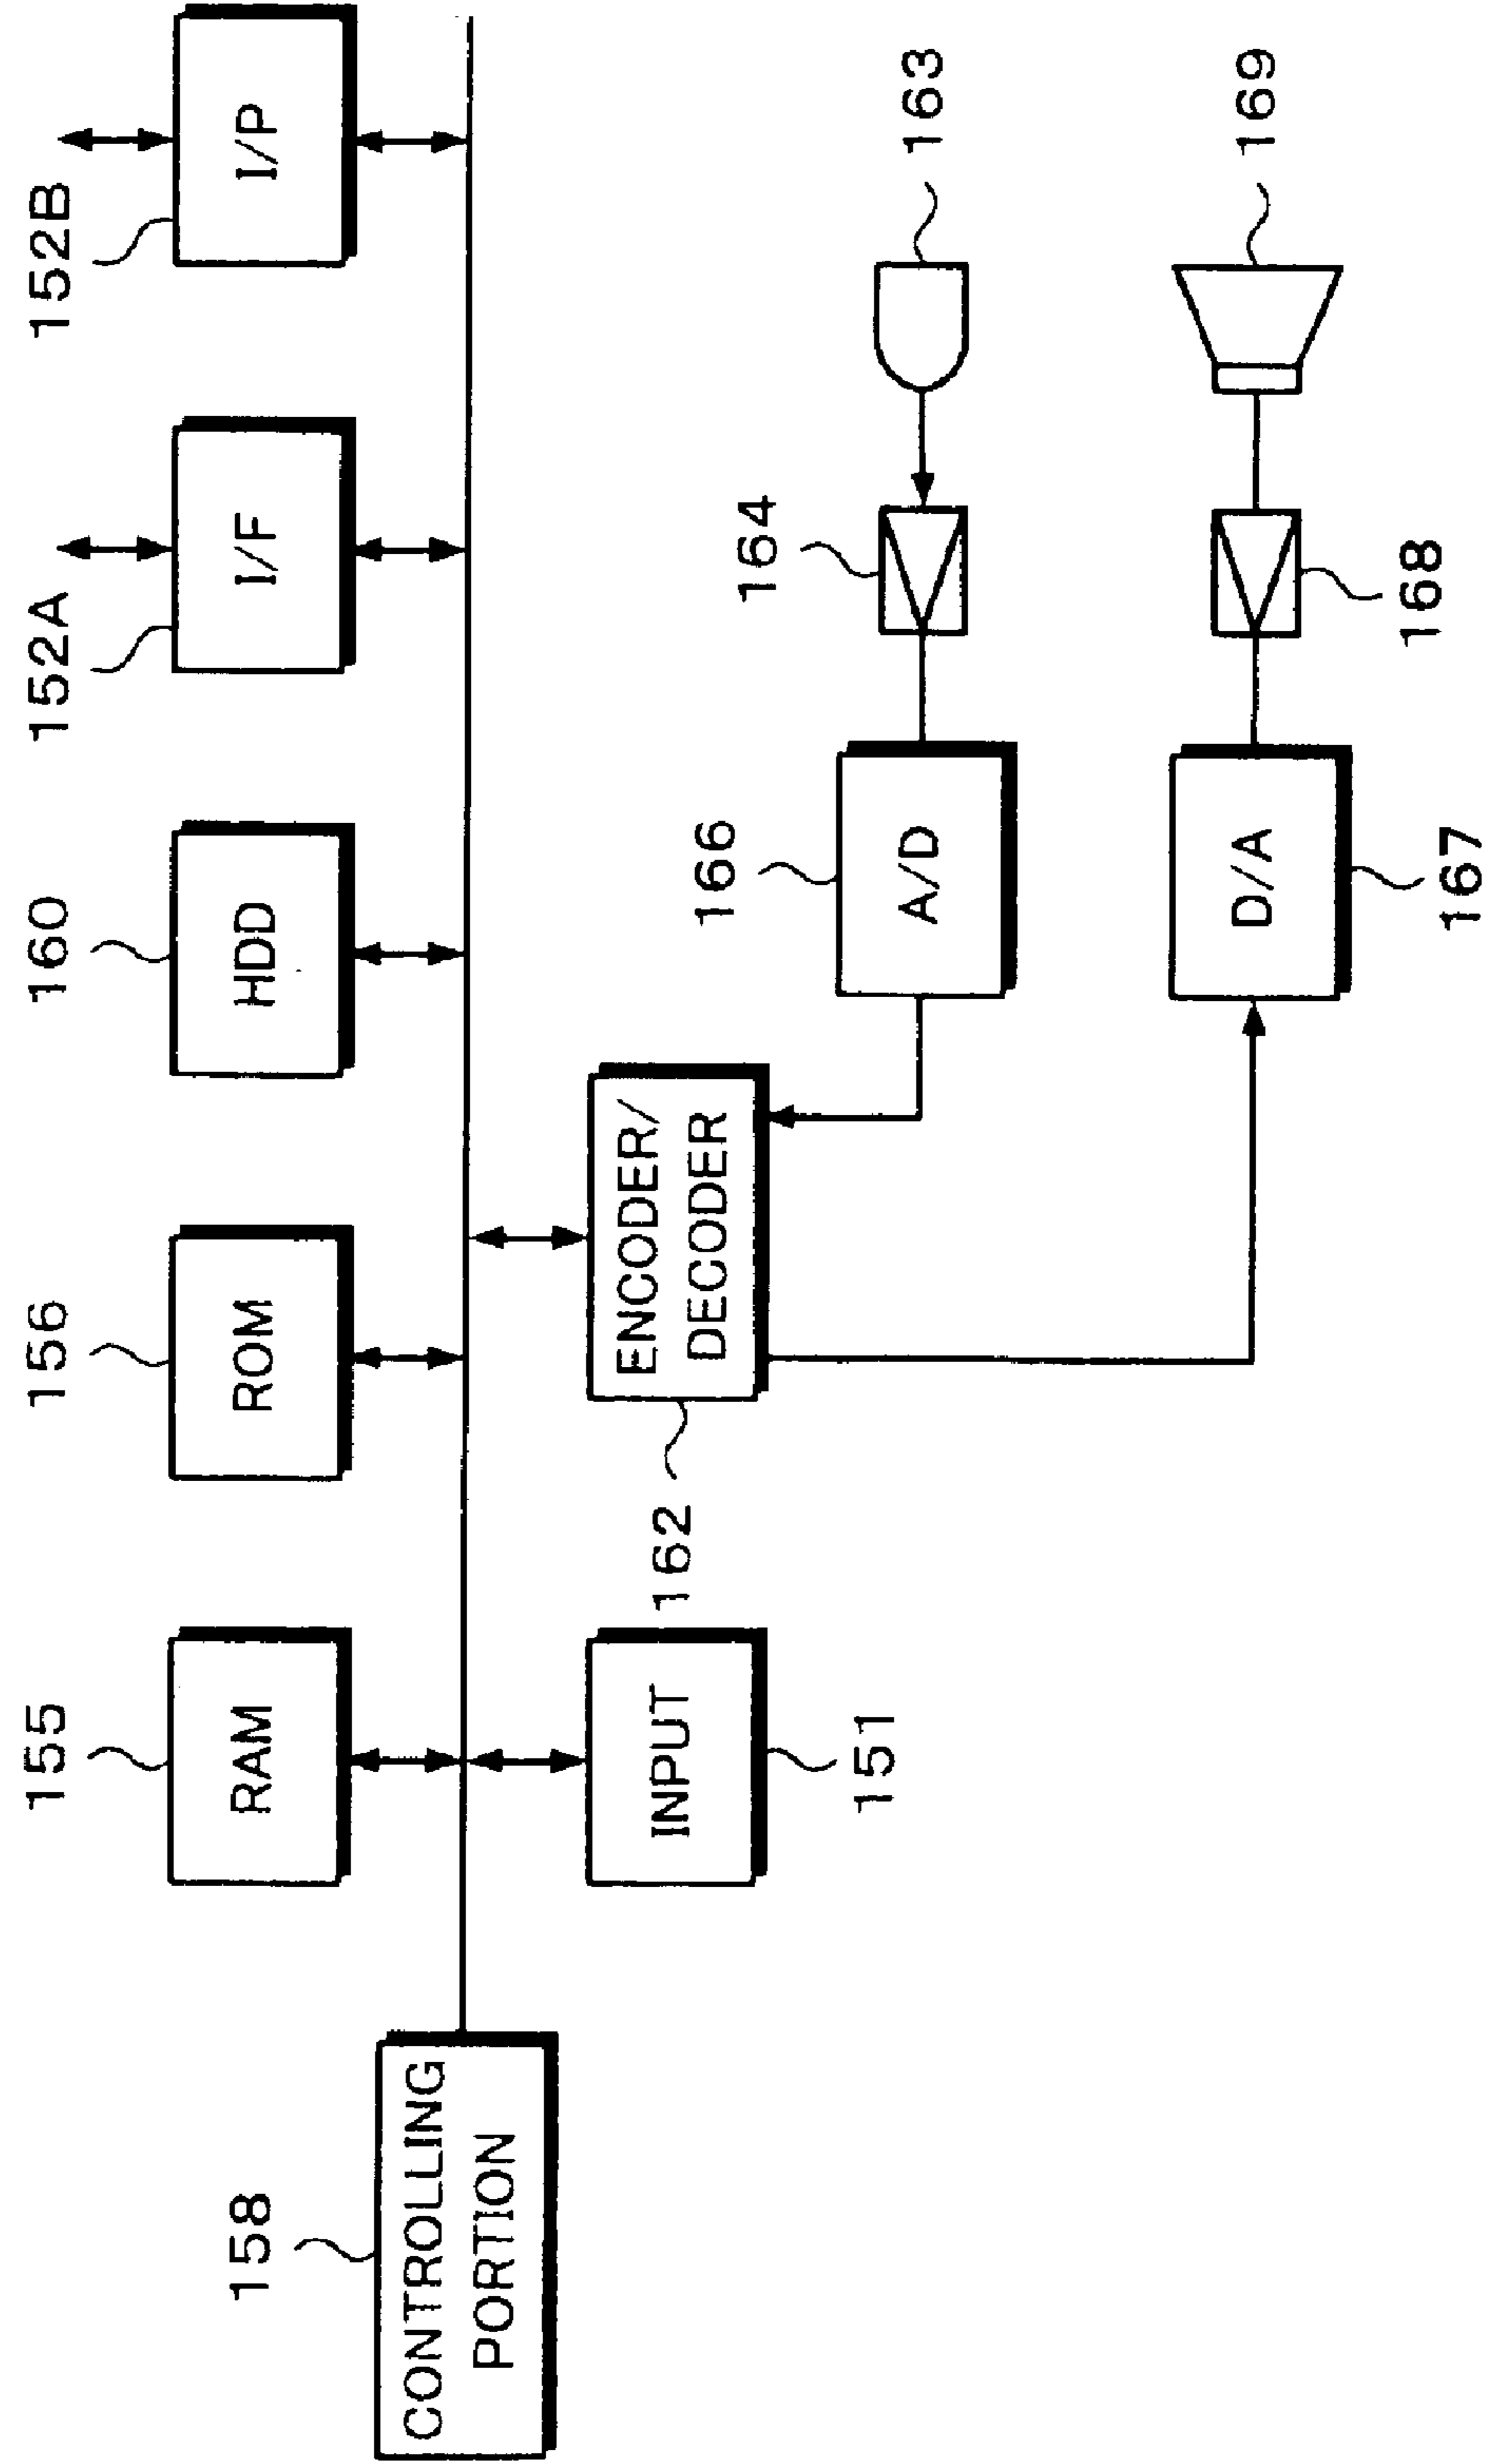 155
156
160
152A
152B
RAM
ROM
HDD
I/F
I/P
158
CONTROLLING
PORTION
INPUT
151
162
ENCODER/
DECODER
166
A/D
164
163
D/A
167
168
169